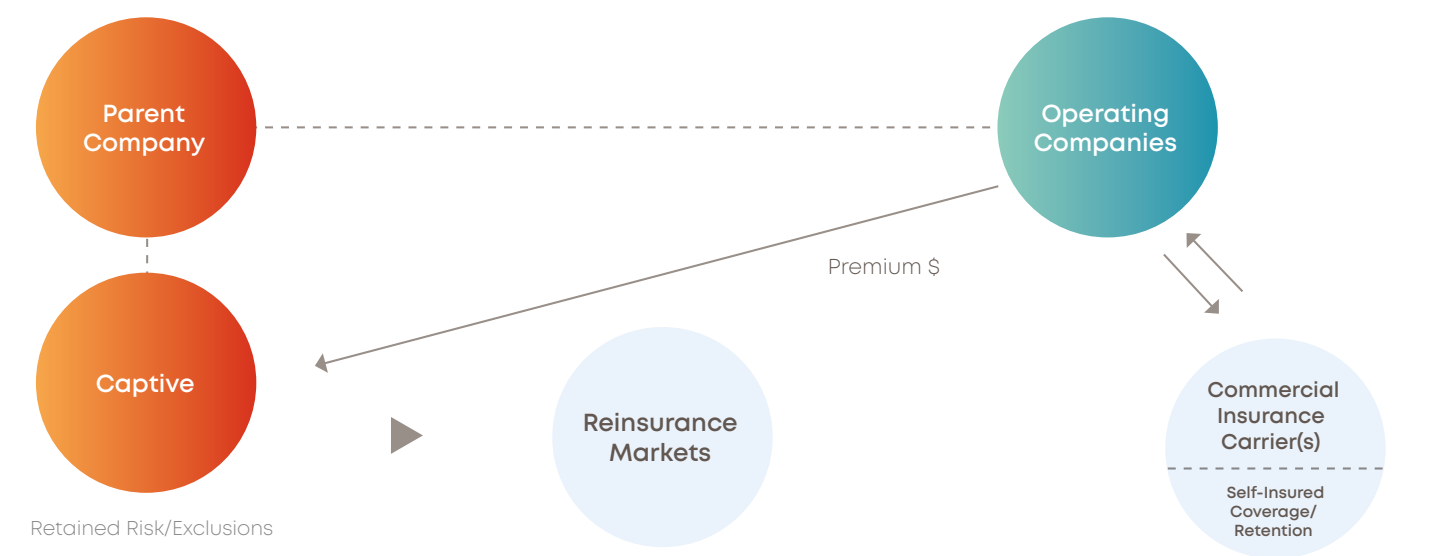 Parent
Company
Operating
Companies
Premium $
Captive
Reinsurance
Markets
Commercial
Insurance
Carrier(s)
Self-Insured
Coverage/
Retention
Retained Risk/Exclusions